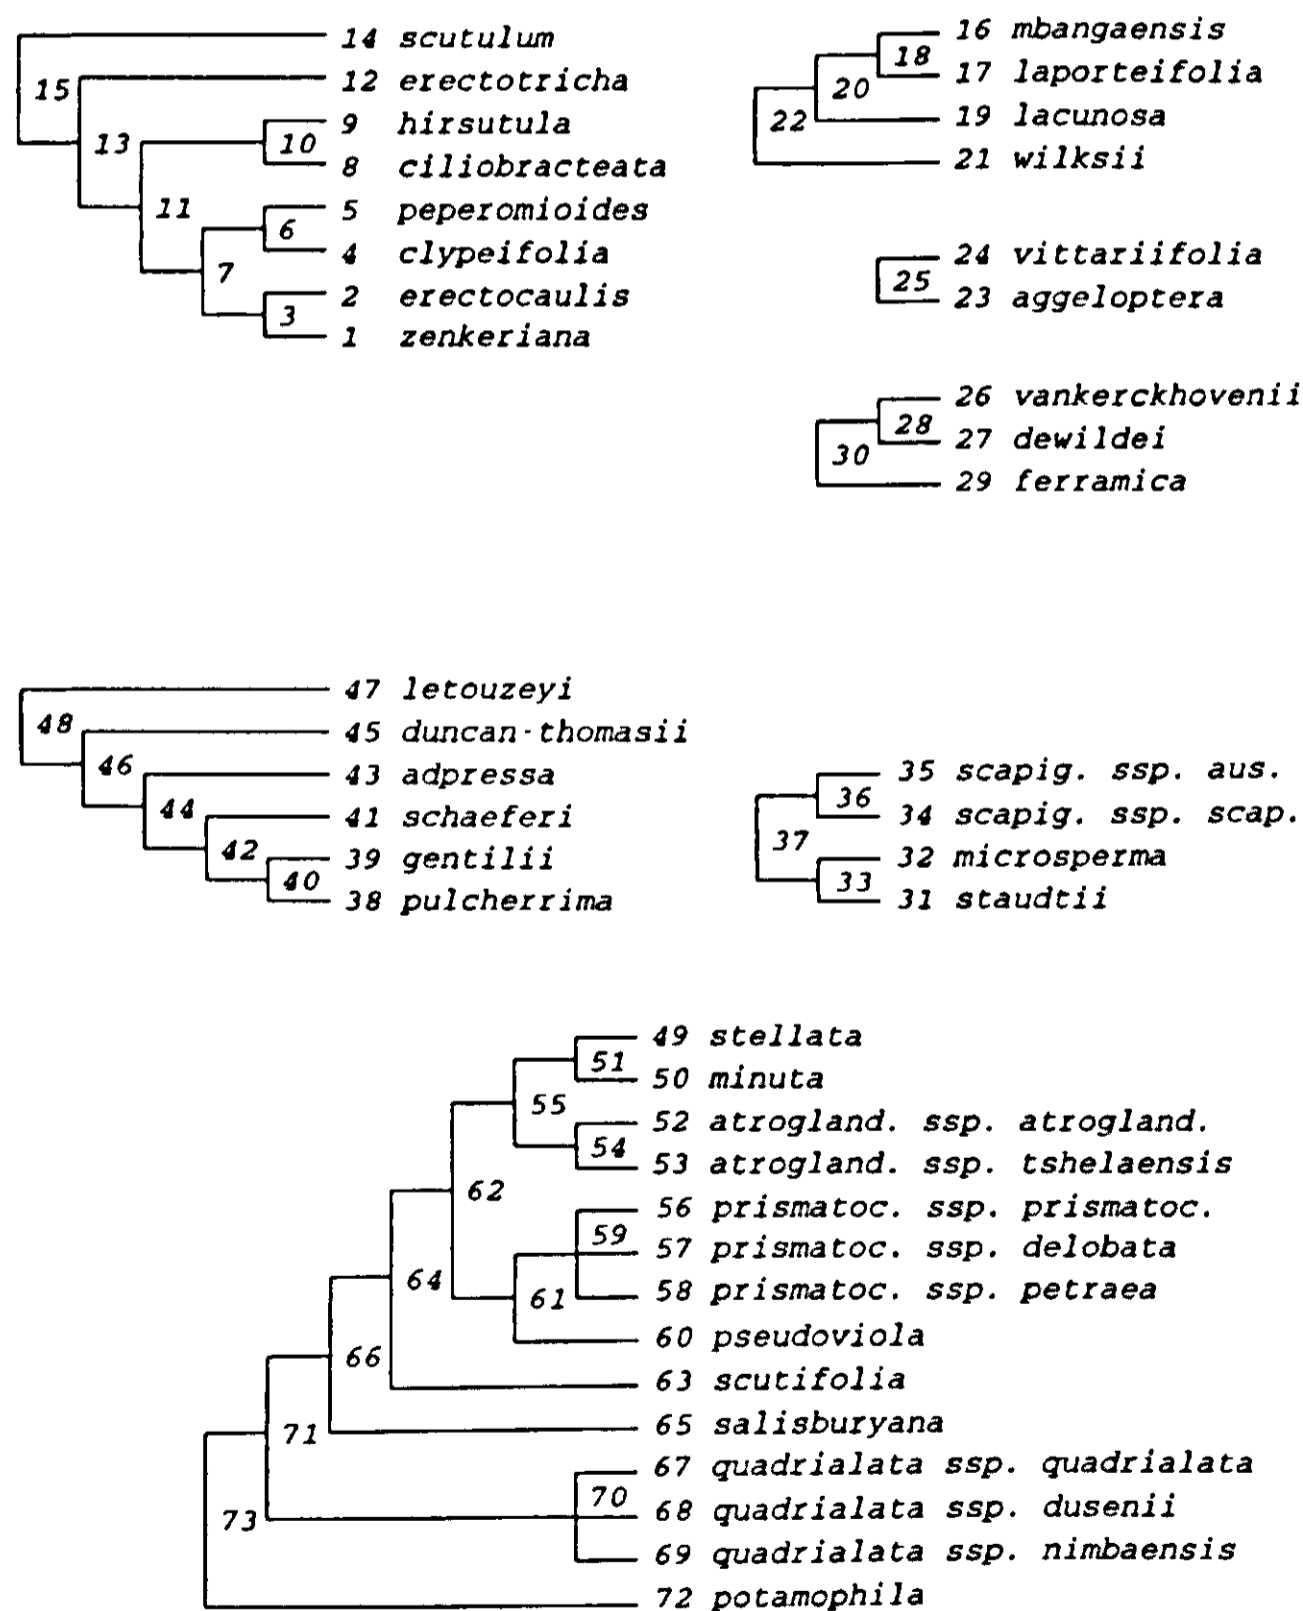 14 scutulum
15
12 erectotricha
13
9 hirsutula
10
8 ciliobracteata
11
5 peperomioides
6
4 clypeifolia
7
2 erectocaulis
3
1 zenkeriana
16 mbangaensis
18
17 laporteifolia
20
19 lacunosa
22
21 wilksii
24 vittariifolia
25
23 aggeloptera
26 vankerckhovenii
28
27 dewildei
30
29 ferramica
47 letouzeyi
48
45 duncan-thomasii
46
43 adpressa
44
41 schaeferi
42
39 gentilii
40
38 pulcherrima
35 scapig. ssp. aus.
36
34 scapig. ssp. scap.
37
32 microsperma
33
31 staudtii
49 stellata
51
50 minuta
55
52 atrogland. ssp. atrogland.
54
53 atrogland. ssp. tshelaensis
62
56 prismatoc. ssp. prismatoc.
59
57 prismatoc. ssp. delobata
64
61
58 prismatoc. ssp. petraea
60 pseudoviola
66
63 scutifolia
65 salisburyana
71
67 quadrialata ssp. quadrialata
70
68 quadrialata ssp. dusenii
73
69 quadrialata ssp. nimbaensis
72 potamophila